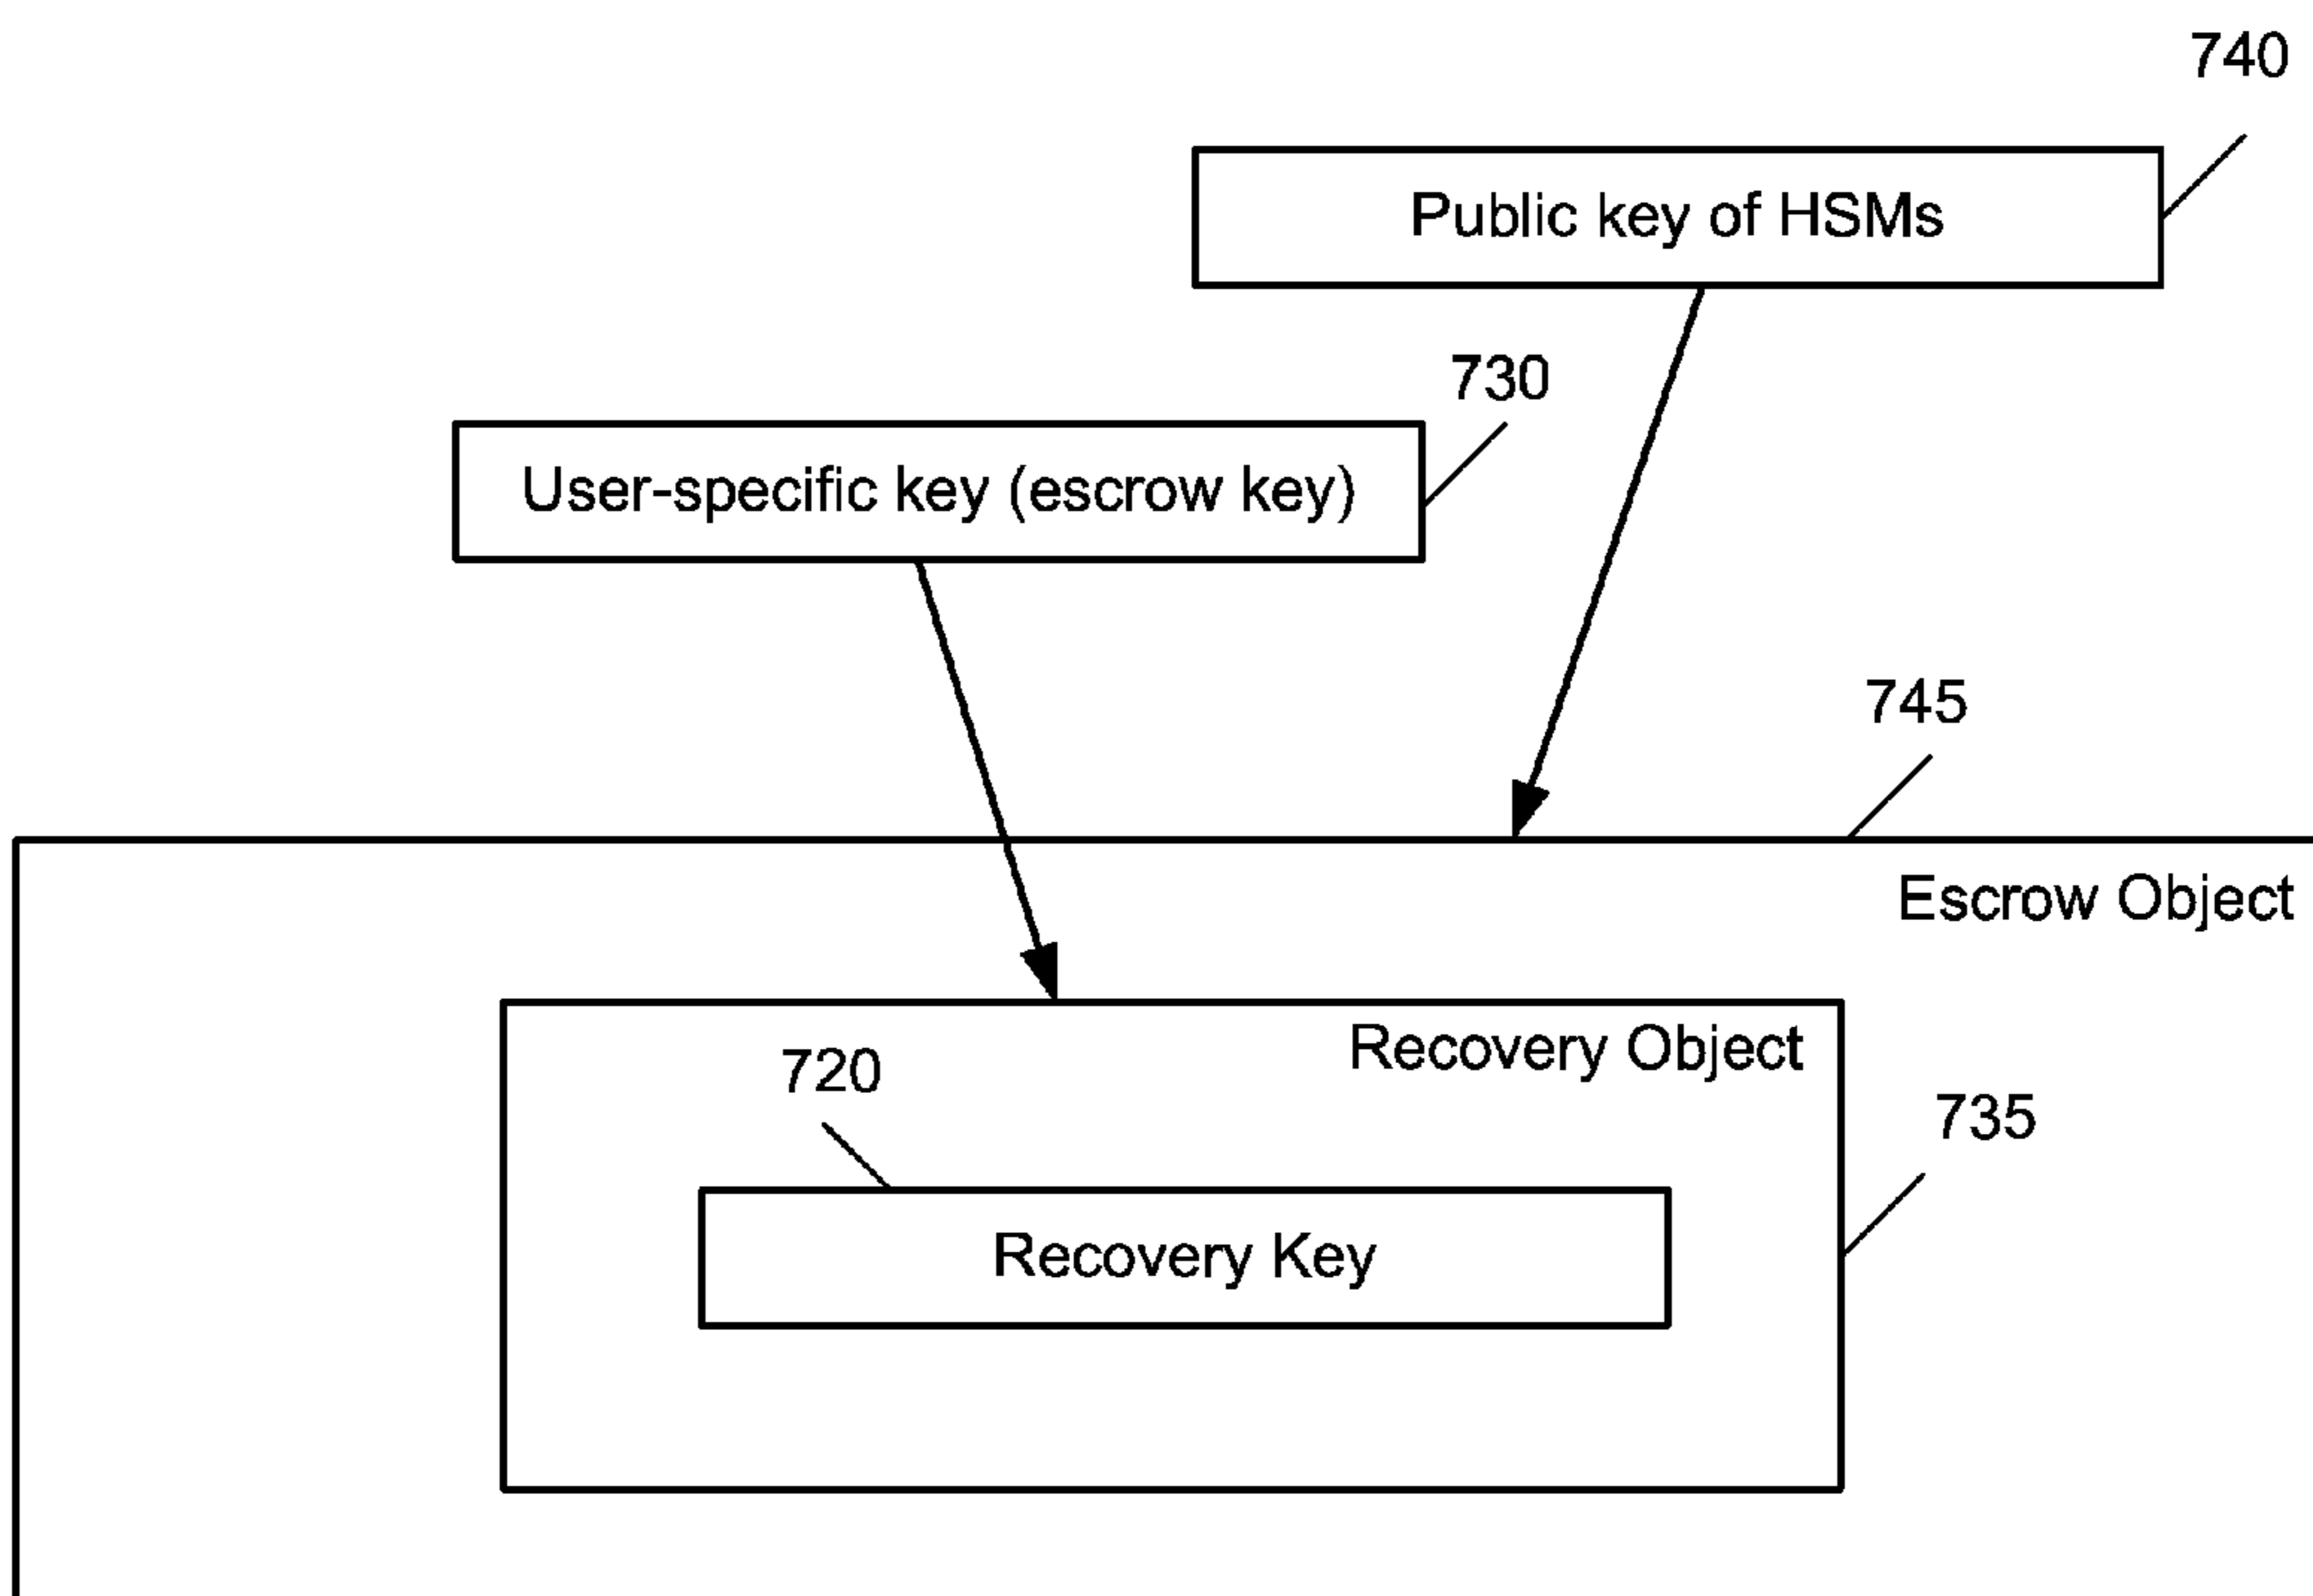 740
Public key of HSMs
730
User-specific key (escrow key)
745
Escrow Object
Recovery Object
720
735
Recovery Key